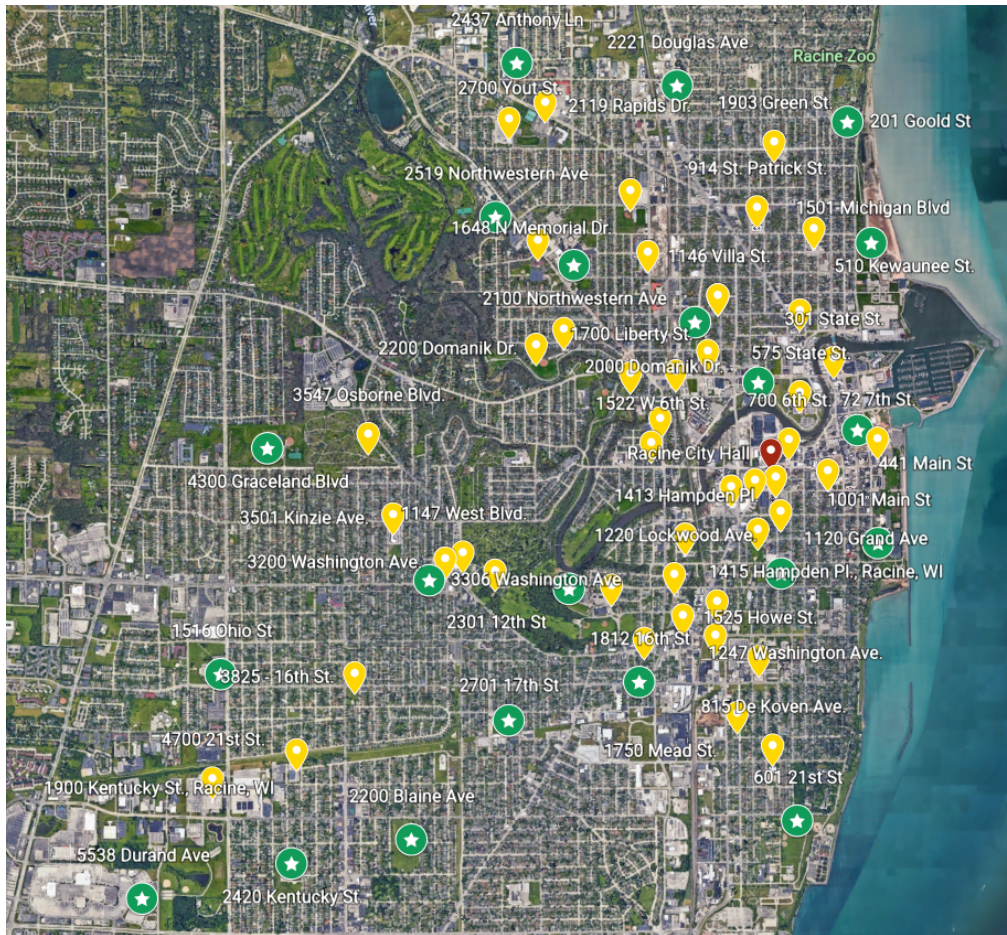 River
2437 Anthony Ln
2221 Douglas Ave
Racine Zoo
2700 Yout St.
2119 Rapids Dr.
1903 Green St.
201 Goold St
914 St. Patrick St.
2519 Northwestern Ave
1501 Michigan Blvd
1648 N Memorial Dr.
1146 Villa St.
510 Kewaunee St.
2100 Northwestern Ave
301 State St.
1700 Liberty St.
2200 Domanik Dr.
575 State St.
2000 Domanik Dr.
3547 Osborne Blvd.
1522 W 6th St.
700 6th St
72 7th St.
Racine City Hall
441 Main St
4300 Graceland Blvd
1413 Hampden Pl.
1001 Main St
3501 Kinzie Ave.
1147 West Blvd.
1220 Lockwood Ave.
1120 Grand Ave
3200 Washington Ave.
3306 Washington Ave
1415 Hampden Pl., Racine, WI
2301 12th St
1525 Howe St.
1516 Ohio St
1812 16th St
1247 Washington Ave.
3825 - 16th St.
2701 17th St
815 De Koven Ave.
4700 21st St.
1750 Mead St.
601 21st St
1900 Kentucky St., Racine, WI
2200 Blaine Ave
5538 Durand Ave
2420 Kentucky St.